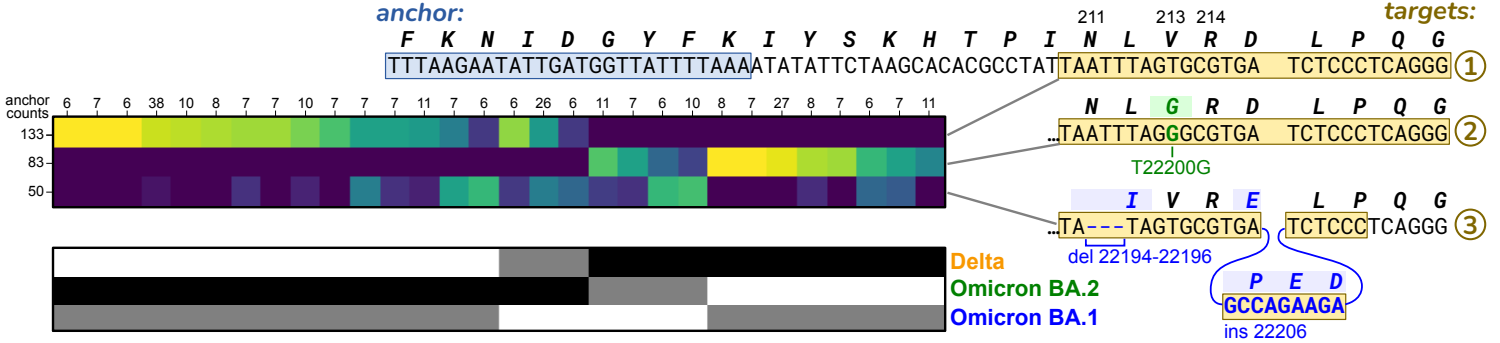 anchor:
targets:
211 213 214
F K N I D G Y F K I Y S K H T P I N L V R D L P Q G
TTTAAGAATATTGATGGTTATTTTAAAATATATTCTAAGCACACGCCTATTAATTTAGTGCGTGA TCTCCCTCAGGG 1
anchor counts 6 7 6 38 10 8 7 7 10 7 7 7 11 7 6 6 26 6 11 7 6 10 8 7 27 8 7 6 7 11
133
83
50
N L G R D L P Q G
...TAATTTAGGGCGTGA TCTCCCTCAGGG 2
T22200G
I V R E L P Q G
...TA---TAGTGCGTGA TCTCCCTCAGGG 3
del 22194-22196
P E D
GCCAGAAGA
ins 22206
Delta
Omicron BA.2
Omicron BA.1